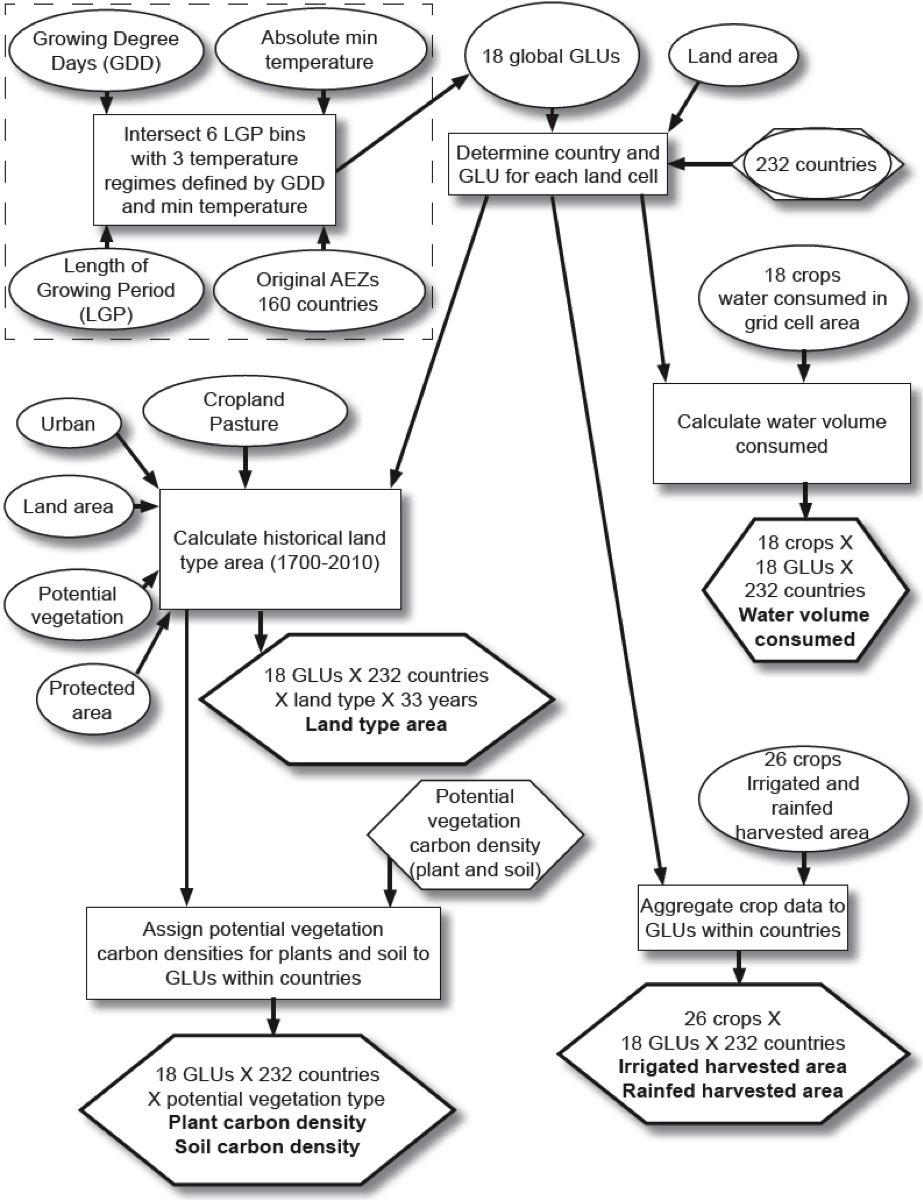 Growing Degree
Days (GDD)
Absolute min
temperature
18 global GLUs
Land area
Intersect 6 LGP bins
with 3 temperature
regimes defined by GDD
and min temperature
Determine country and
GLU for each land cell
232 countries
Length of
Growing Period
(LGP)
Original AEZs
160 countries
18 crops
water consumed in
grid cell area
Urban
Cropland
Pasture
Calculate water volume
consumed
Land area
Calculate historical land
type area (1700-2010)
Potential
vegetation
Protected
area
18 crops X
18 GLUs X
232 countries
Water volume
consumed
18 GLUs X 232 countries
X land type X 33 years
Land type area
Potential
vegetation
carbon density
(plant and soil)
26 crops
Irrigated and
rainfed
harvested area
Assign potential vegetation
carbon densities for plants and soil to
GLUs within countries
Aggregate crop data to
GLUs within countries
18 GLUs X 232 countries
X potential vegetation type
Plant carbon density
Soil carbon density
26 crops X
18 GLUs X 232 countries
Irrigated harvested area
Rainfed harvested area